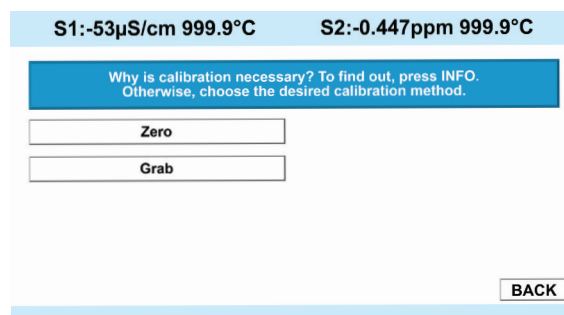 S1:-53µS/cm 999.9°C S2:-0.447ppm 999.9°C
Why is calibration necessary? To find out, press INFO.
Otherwise, choose the desired calibration method.
Zero
Grab
BACK